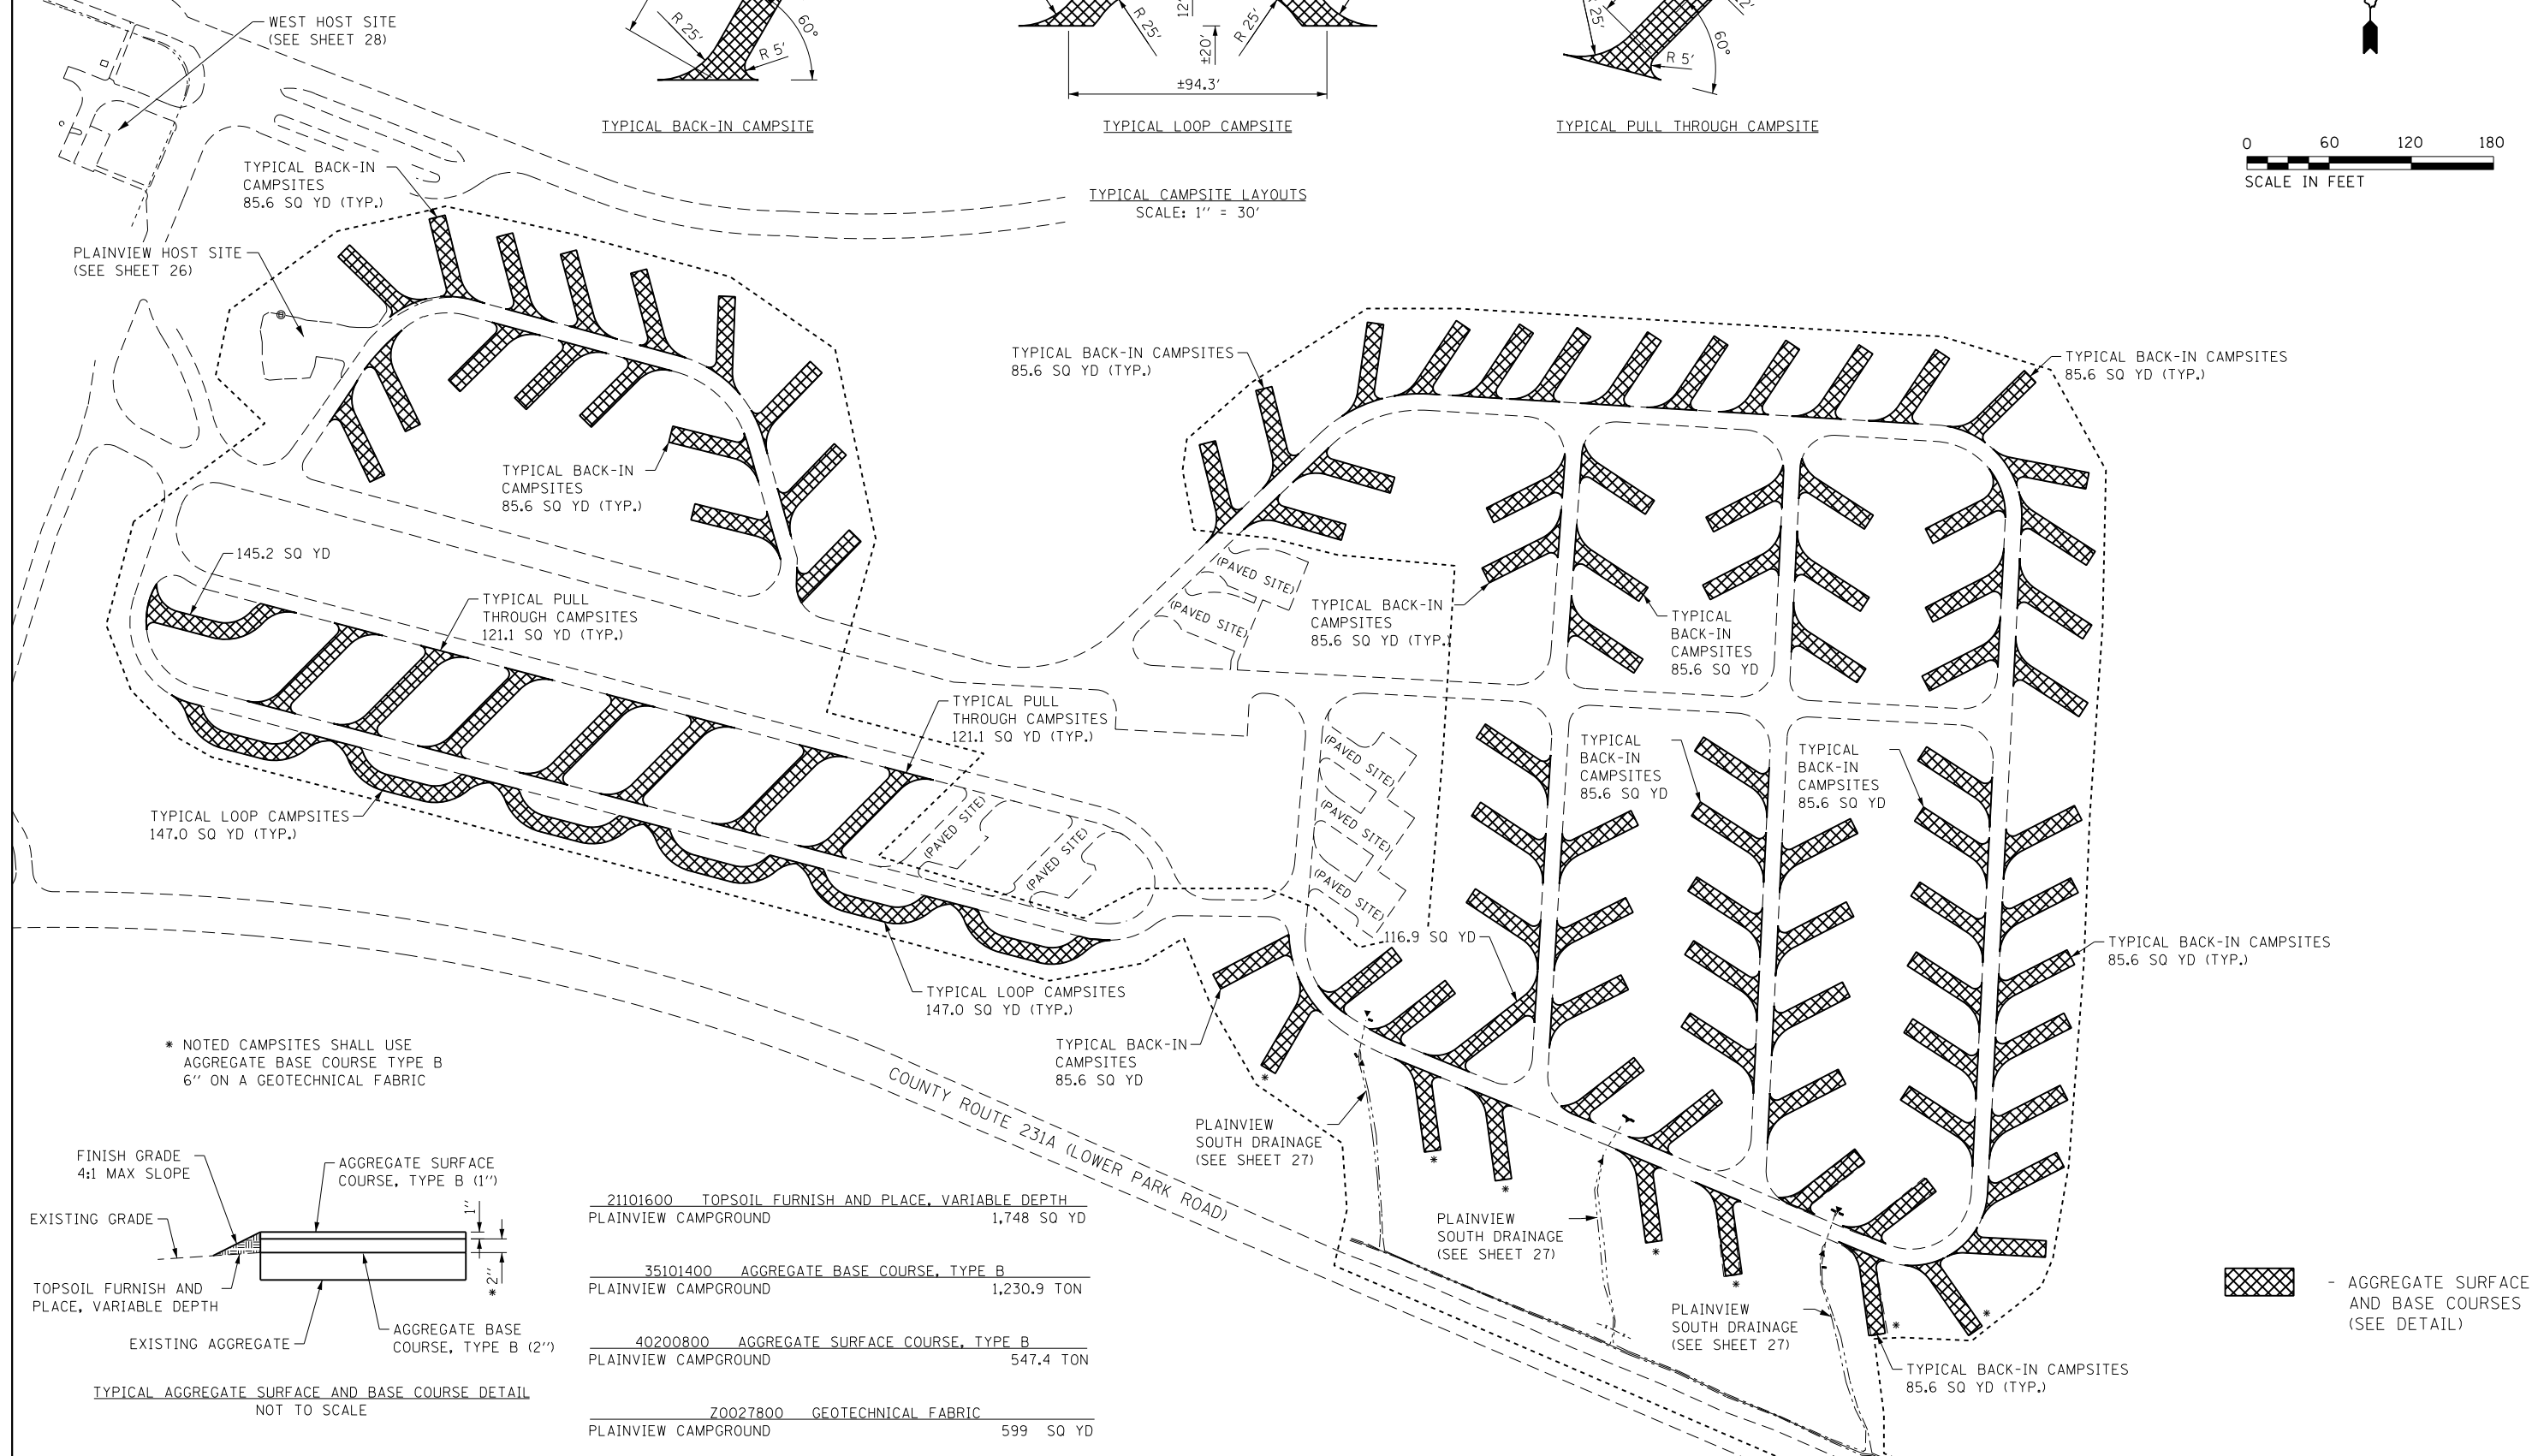 WEST HOST SITE
(SEE SHEET 28)
R 25'
R 5'
60°
TYPICAL BACK-IN CAMPSITE
R 25'
12'
±20'
R 25'
±94.3'
TYPICAL LOOP CAMPSITE
R 25'
12'
R 5'
60°
TYPICAL PULL THROUGH CAMPSITE
0 60 120 180
SCALE IN FEET
TYPICAL CAMPSITE LAYOUTS
SCALE: 1'' = 30'
TYPICAL BACK-IN
CAMPSITES
85.6 SQ YD (TYP.)
PLAINVIEW HOST SITE
(SEE SHEET 26)
TYPICAL BACK-IN
CAMPSITES
85.6 SQ YD (TYP.)
145.2 SQ YD
TYPICAL PULL
THROUGH CAMPSITES
121.1 SQ YD (TYP.)
TYPICAL PULL
THROUGH CAMPSITES
121.1 SQ YD (TYP.)
TYPICAL LOOP CAMPSITES
147.0 SQ YD (TYP.)
(PAVED SITE)
(PAVED SITE)
TYPICAL LOOP CAMPSITES
147.0 SQ YD (TYP.)
TYPICAL BACK-IN CAMPSITES
85.6 SQ YD (TYP.)
TYPICAL BACK-IN CAMPSITES
85.6 SQ YD (TYP.)
(PAVED SITE)
(PAVED SITE)
TYPICAL BACK-IN
CAMPSITES
85.6 SQ YD (TYP.)
TYPICAL
BACK-IN
CAMPSITES
85.6 SQ YD
(PAVED SITE)
(PAVED SITE)
(PAVED SITE)
TYPICAL
BACK-IN
CAMPSITES
85.6 SQ YD
TYPICAL
BACK-IN
CAMPSITES
85.6 SQ YD
116.9 SQ YD
TYPICAL BACK-IN CAMPSITES
85.6 SQ YD (TYP.)
TYPICAL BACK-IN
CAMPSITES
85.6 SQ YD
*
*
*
*
*
*
*
PLAINVIEW
SOUTH DRAINAGE
(SEE SHEET 27)
PLAINVIEW
SOUTH DRAINAGE
(SEE SHEET 27)
PLAINVIEW
SOUTH DRAINAGE
(SEE SHEET 27)
TYPICAL BACK-IN CAMPSITES
85.6 SQ YD (TYP.)
COUNTY ROUTE 231A (LOWER PARK ROAD)
* NOTED CAMPSITES SHALL USE
AGGREGATE BASE COURSE TYPE B
6'' ON A GEOTECHNICAL FABRIC
FINISH GRADE
4:1 MAX SLOPE
AGGREGATE SURFACE
COURSE, TYPE B (1'')
1''
EXISTING GRADE
* 2''
TOPSOIL FURNISH AND
PLACE, VARIABLE DEPTH
EXISTING AGGREGATE
AGGREGATE BASE
COURSE, TYPE B (2'')
TYPICAL AGGREGATE SURFACE AND BASE COURSE DETAIL
NOT TO SCALE
21101600 TOPSOIL FURNISH AND PLACE, VARIABLE DEPTH
PLAINVIEW CAMPGROUND 1,748 SQ YD
35101400 AGGREGATE BASE COURSE, TYPE B
PLAINVIEW CAMPGROUND 1,230.9 TON
40200800 AGGREGATE SURFACE COURSE, TYPE B
PLAINVIEW CAMPGROUND 547.4 TON
Z0027800 GEOTECHNICAL FABRIC
PLAINVIEW CAMPGROUND 599 SQ YD
- AGGREGATE SURFACE
AND BASE COURSES
(SEE DETAIL)